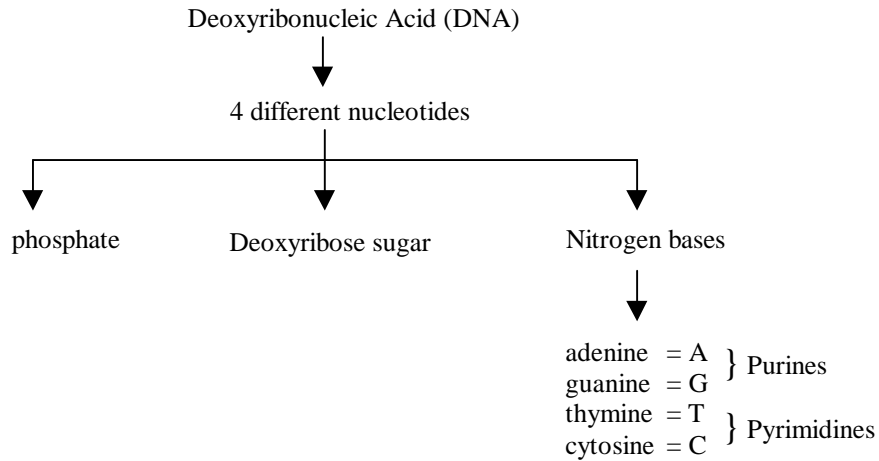 Deoxyribonucleic Acid (DNA)
4 different nucleotides
phosphate
Deoxyribose sugar
Nitrogen bases
adenine = A
guanine = G
} Purines
thymine = T
cytosine = C
} Pyrimidines